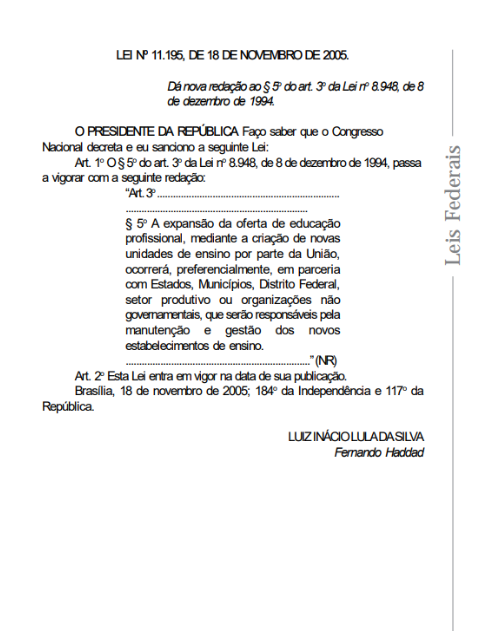 LEI Nº 11.195, DE 18 DE NOVEMBRO DE 2005.
Dá nova redação ao § 5º do art. 3º da Lei nº 8.948, de 8
de dezembro de 1994.
O PRESIDENTE DA REPÚBLICA Faço saber que o Congresso
Nacional decreta e eu sanciono a seguinte Lei:
Art. 1º O § 5º do art. 3º da Lei nº 8.948, de 8 de dezembro de 1994, passa
a vigorar com a seguinte redação:
“Art. 3º ....................................................................
....................................................................
§ 5º A expansão da oferta de educação
profissional, mediante a criação de novas
unidades de ensino por parte da União,
ocorrerá, preferencialmente, em parceria
com Estados, Municípios, Distrito Federal,
setor produtivo ou organizações não
governamentais, que serão responsáveis pela
manutenção e gestão dos novos
estabelecimentos de ensino.
....................................................................” (NR)
Art. 2º Esta Lei entra em vigor na data de sua publicação.
Brasília, 18 de novembro de 2005; 184º da Independência e 117º da
República.
LUIZ INÁCIO LULA DA SILVA
Fernando Haddad
Leis Federais